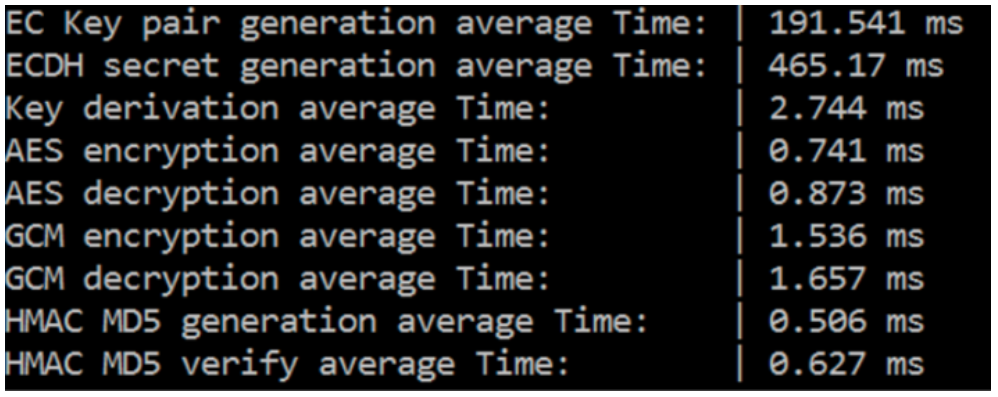 EC Key pair generation average Time: | 191.541 ms
ECDH secret generation average Time: | 465.17 ms
Key derivation average Time: | 2.744 ms
AES encryption average Time: | 0.741 ms
AES decryption average Time: | 0.873 ms
GCM encryption average Time: | 1.536 ms
GCM decryption average Time: | 1.657 ms
HMAC MD5 generation average Time: | 0.506 ms
HMAC MD5 verify average Time: | 0.627 ms